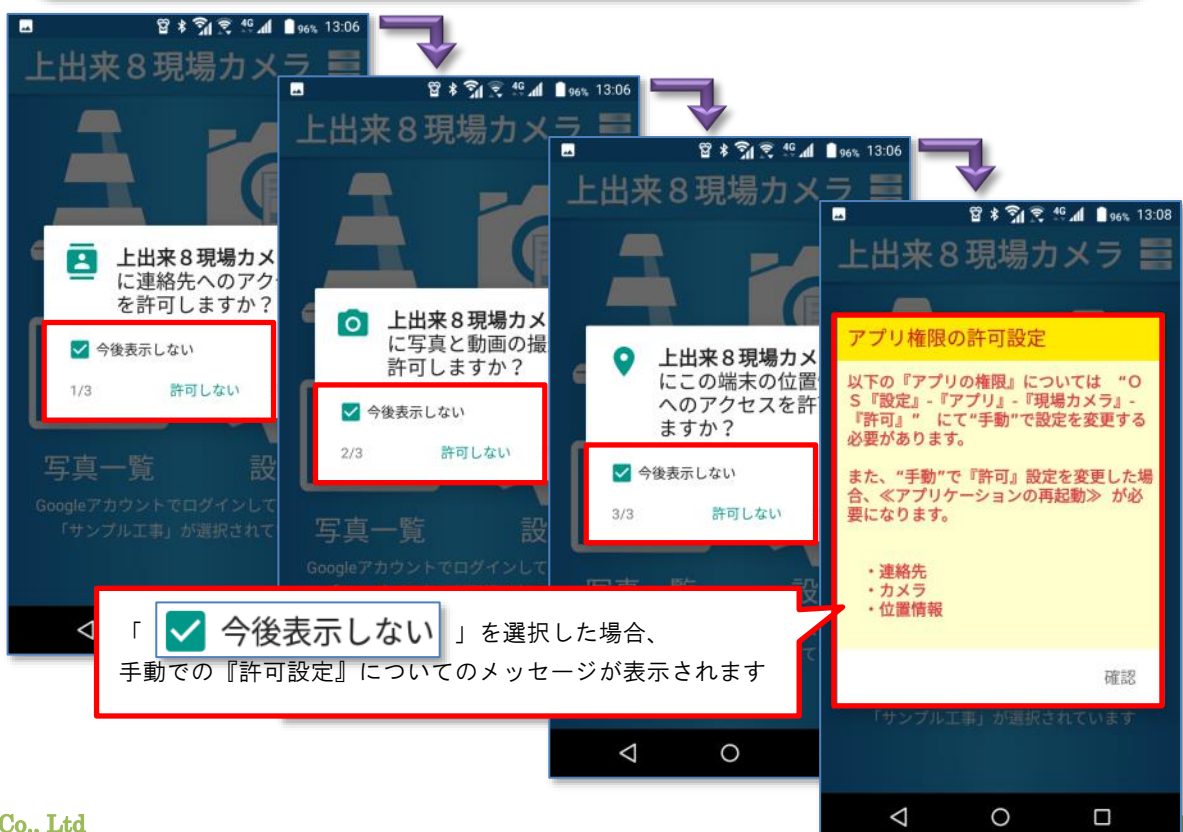 96% 13:06
上出来８現場カメラ
上出来８現場カメ
に連絡先へのアク
を許可しますか？
今後表示しない
1/3 許可しない
写真一覧 設
Googleアカウントでログインして
「サンプル工事」が選択されて
4G 96% 13:06
上出来８現場カメラ
上出来８現場カメ
に写真と動画の撮
許可しますか？
今後表示しない
2/3 許可しない
写真一覧 設
Googleアカウントでログインして
4G 96% 13:06
上出来８現場カメラ
上出来８現場カメ
にこの端末の位置
へのアクセスを許
ますか？
今後表示しない
3/3 許可しない
4G 96% 13:08
上出来８現場カメラ
アプリ権限の許可設定
以下の『アプリの権限』については “O
S『設定』-『アプリ』-『現場カメラ』-
『許可』” にて“手動”で設定を変更する
必要があります。
また、“手動”で『許可』設定を変更した場
合、≪アプリケーションの再起動≫ が必
要になります。
・連絡先
・カメラ
・位置情報
確認
「サンプル工事」が選択されています
「 今後表示しない 」を選択した場合、
手動での『許可設定』についてのメッセージが表示されます
Co., Ltd